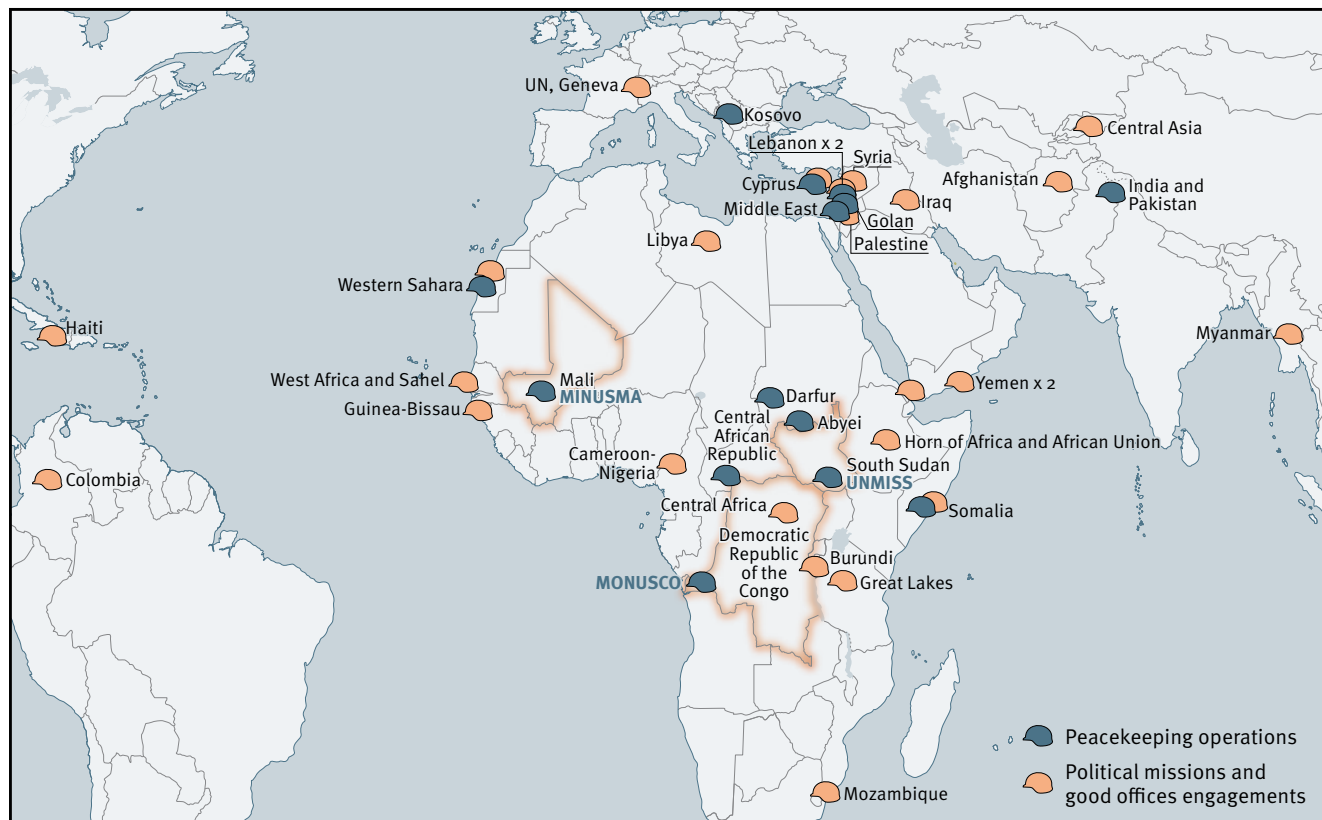 UN, Geneva
Kosovo
Central Asia
Lebanon x 2
Syria
Cyprus
Afghanistan
India and
Pakistan
Middle East
Iraq
Golan
Palestine
Libya
Western Sahara
Haiti
Myanmar
West Africa and Sahel
Mali
MINUSMA
Guinea-Bissau
Darfur
Yemen x 2
Central
African
Republic
Abyei
Horn of Africa and African Union
Cameroon-
Nigeria
South Sudan
UNMISS
Colombia
Central Africa
Somalia
Democratic
Republic
of the
Congo
Burundi
MONUSCO
Great Lakes
Peacekeeping operations
Political missions and
good offices engagements
Mozambique